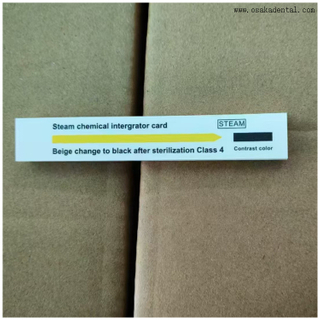 www.osakadental.com
Steam chemical intergrator card
STEAM
Beige change to black after sterilization Class 4
Contrast color